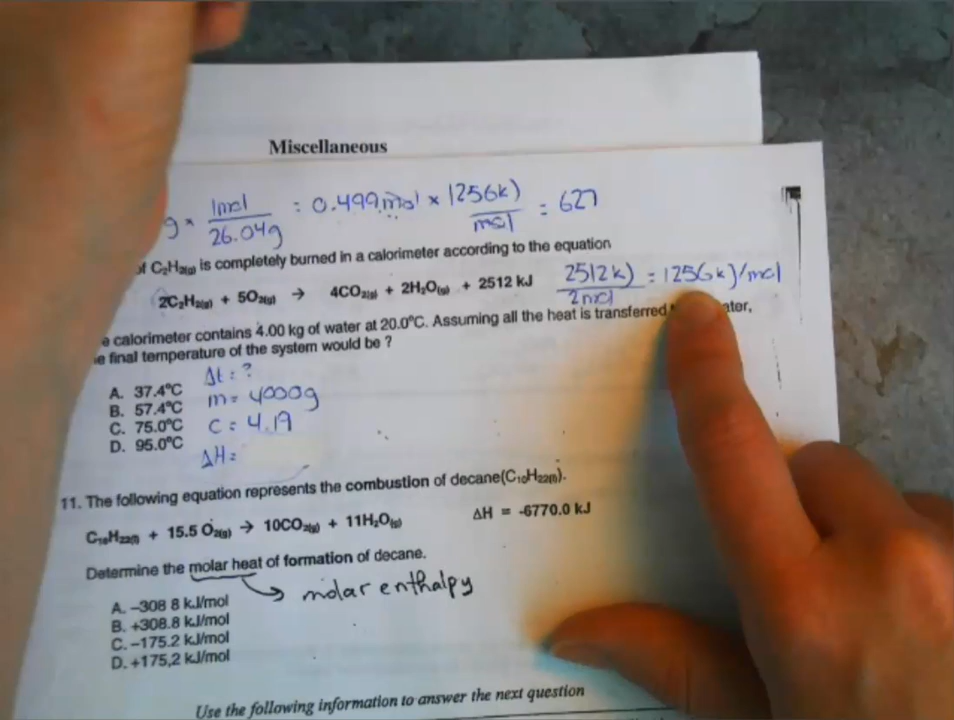 Miscellaneous
g × 1mol / 26.04g : 0.499 mol × 1256kJ / mol = 627
of C₂H₂₍g₎ is completely burned in a calorimeter according to the equation
2C₂H₂₍g₎ + 5O₂₍g₎ → 4CO₂₍g₎ + 2H₂O₍g₎ + 2512 kJ 2512kJ / 2mol = 1256kJ/mol
calorimeter contains 4.00 kg of water at 20.0°C. Assuming all the heat is transferred
final temperature of the system would be ?
A. 37.4°C
B. 57.4°C
C. 75.0°C
D. 95.0°C
Δt = ?
m = 4000g
c = 4.19
ΔH =
11. The following equation represents the combustion of decane(C₁₀H₂₂₍l₎).
C₁₀H₂₂₍l₎ + 15.5 O₂₍g₎ → 10CO₂₍g₎ + 11H₂O₍g₎ ΔH = -6770.0 kJ
Determine the molar heat of formation of decane.
→ molar enthalpy
A. –308 8 kJ/mol
B. +308.8 kJ/mol
C. –175.2 kJ/mol
D. +175,2 kJ/mol
Use the following information to answer the next question